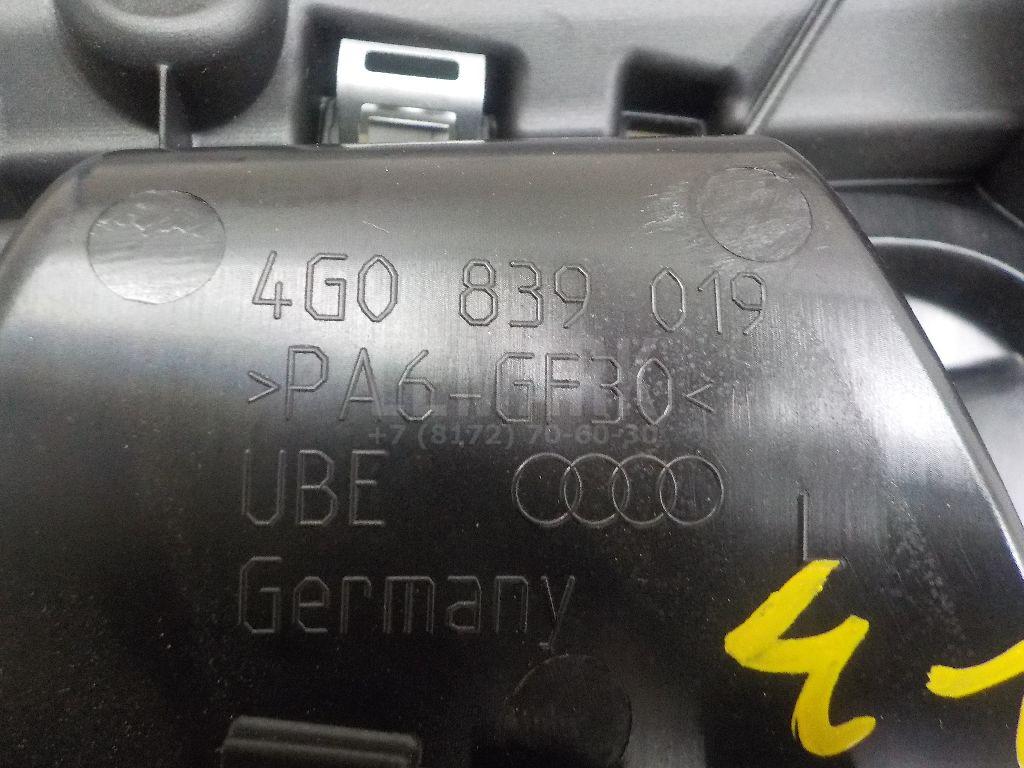 4G0 839 019
>PA6-GF30<
+7 (8172) 70-60-30
UBE
L
Germany